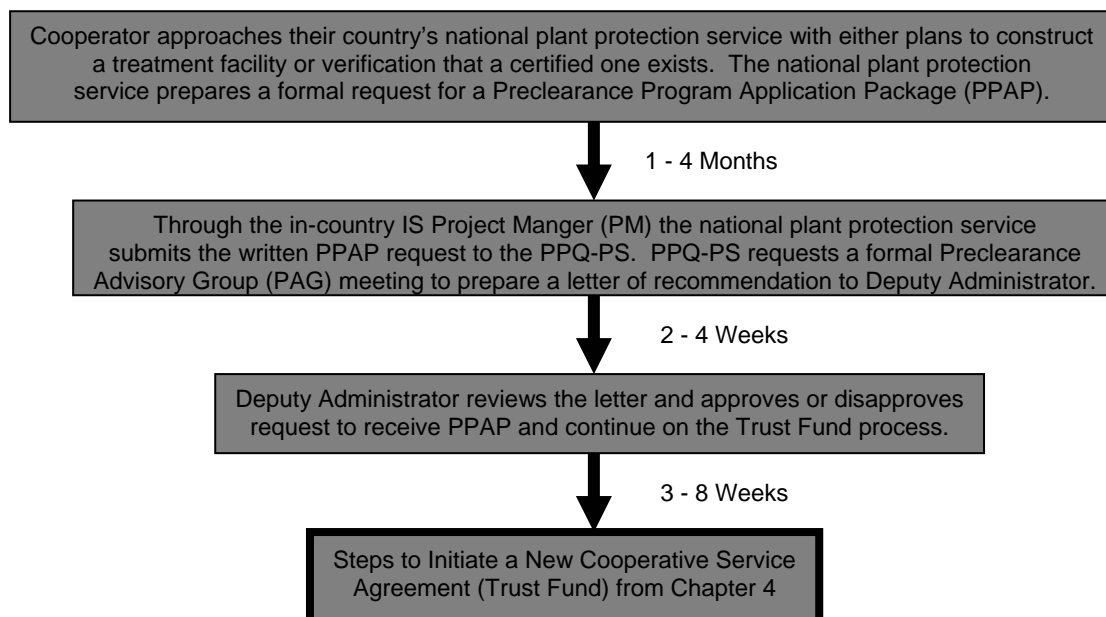 Cooperator approaches their country's national plant protection service with either plans to construct
a treatment facility or verification that a certified one exists.  The national plant protection
service prepares a formal request for a Preclearance Program Application Package (PPAP).
1 - 4 Months
Through the in-country IS Project Manger (PM) the national plant protection service
submits the written PPAP request to the PPQ-PS.  PPQ-PS requests a formal Preclearance
Advisory Group (PAG) meeting to prepare a letter of recommendation to Deputy Administrator.
2 - 4 Weeks
Deputy Administrator reviews the letter and approves or disapproves
request to receive PPAP and continue on the Trust Fund process.
3 - 8 Weeks
Steps to Initiate a New Cooperative Service
Agreement (Trust Fund) from Chapter 4